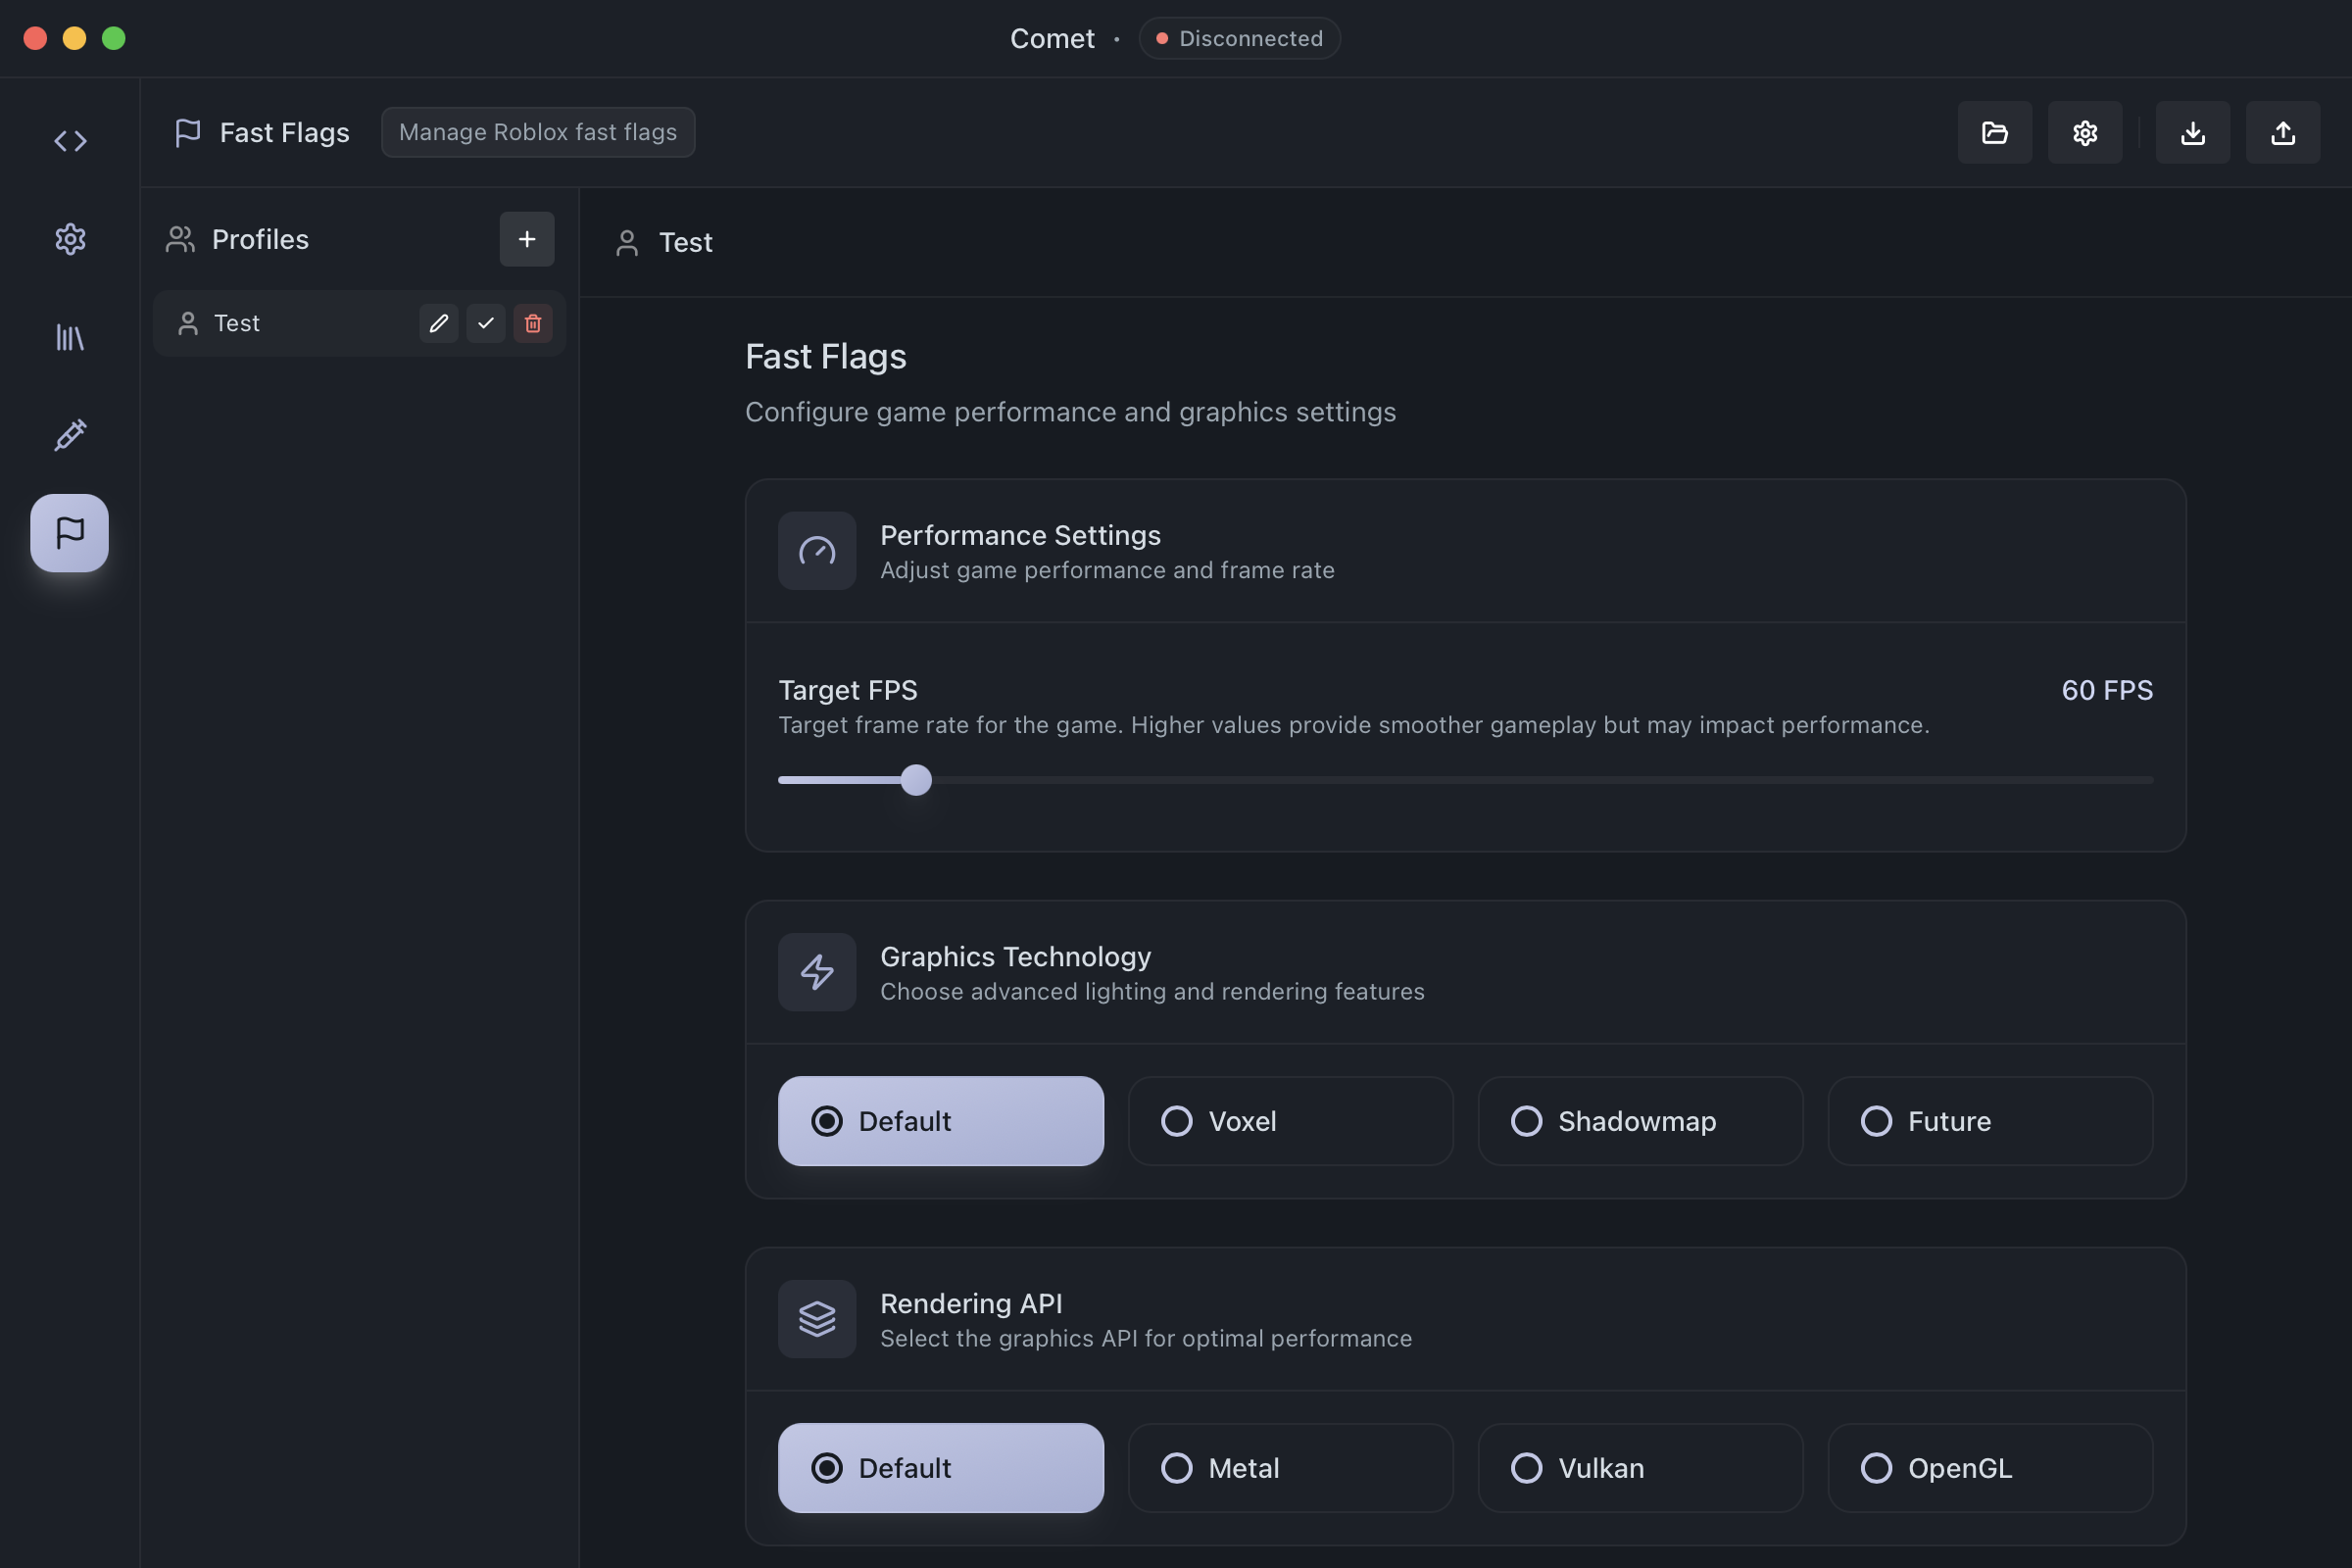 Comet · Disconnected
Fast Flags Manage Roblox fast flags
Profiles
Test
Test
Fast Flags
Configure game performance and graphics settings
Performance Settings
Adjust game performance and frame rate
Target FPS 60 FPS
Target frame rate for the game. Higher values provide smoother gameplay but may impact performance.
Graphics Technology
Choose advanced lighting and rendering features
Default Voxel Shadowmap Future
Rendering API
Select the graphics API for optimal performance
Default Metal Vulkan OpenGL